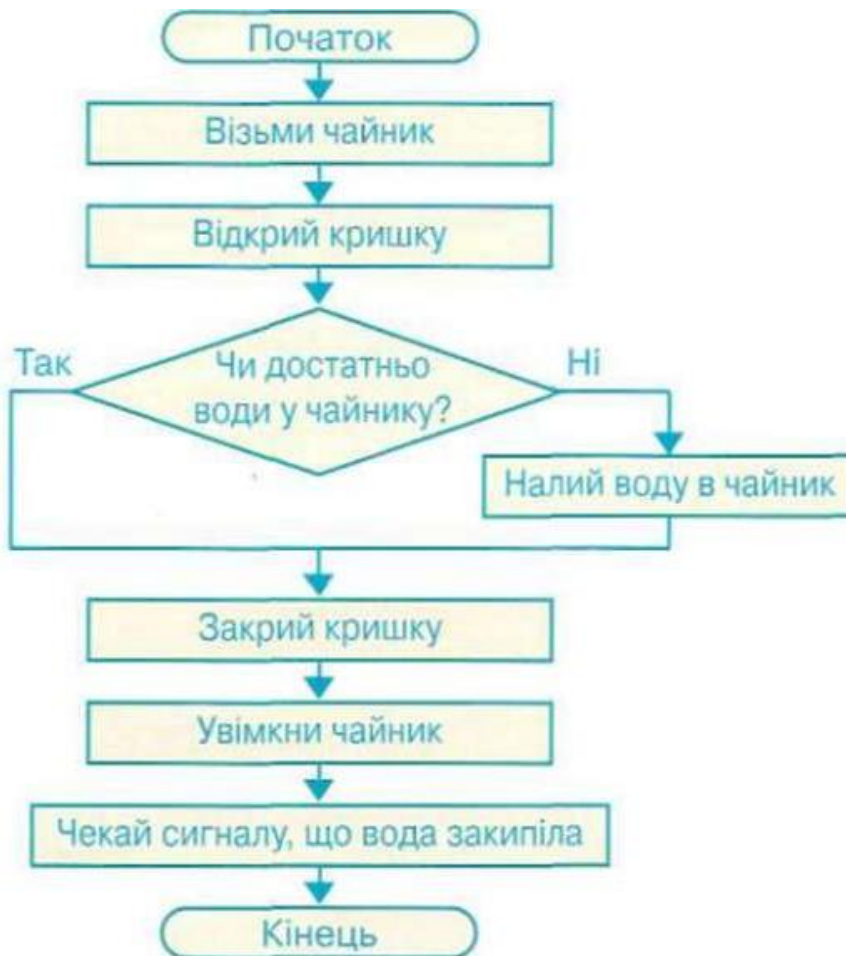 Початок
Візьми чайник
Відкрий кришку
Так
Чи достатньо
води у чайнику?
Ні
Налий воду в чайник
Закрий кришку
Увімкни чайник
Чекай сигналу, що вода закипіла
Кінець